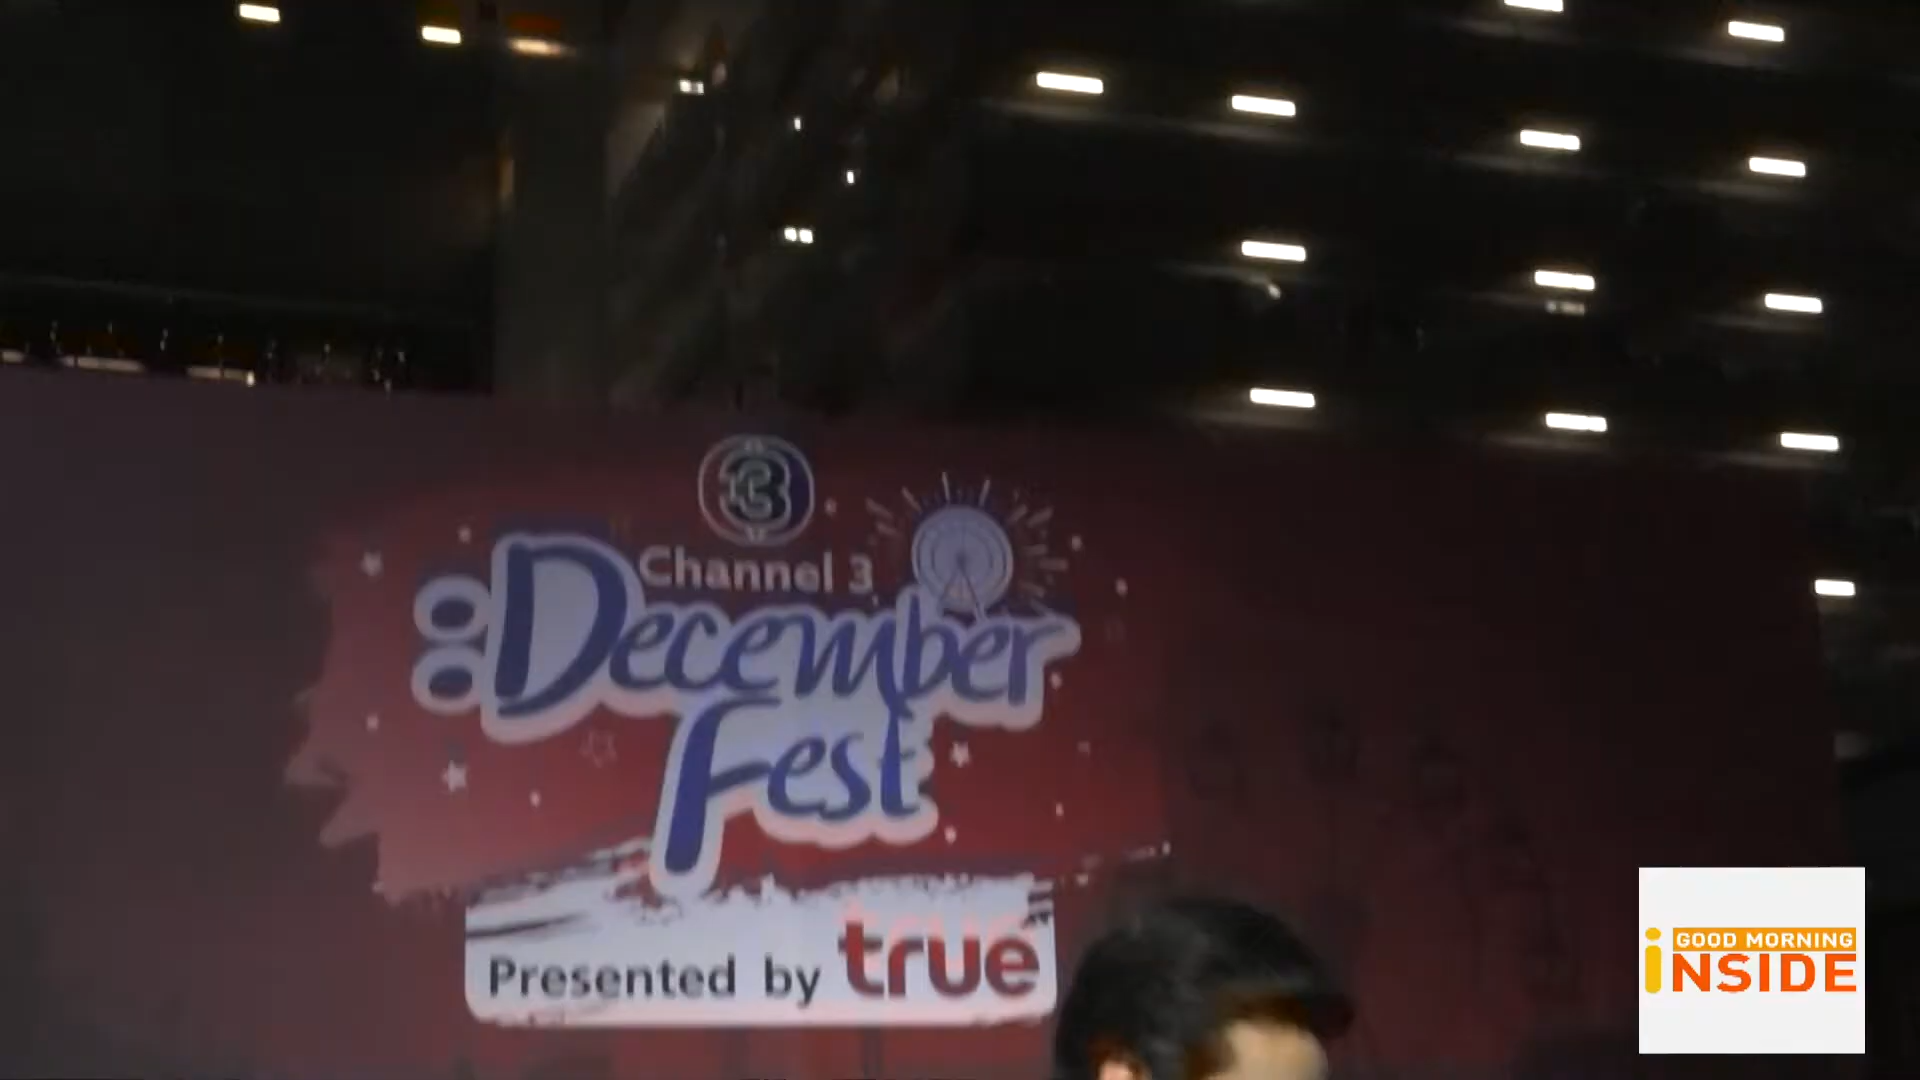 3
Channel 3
December
Fest
Presented by true
GOOD MORNING
iNSIDE